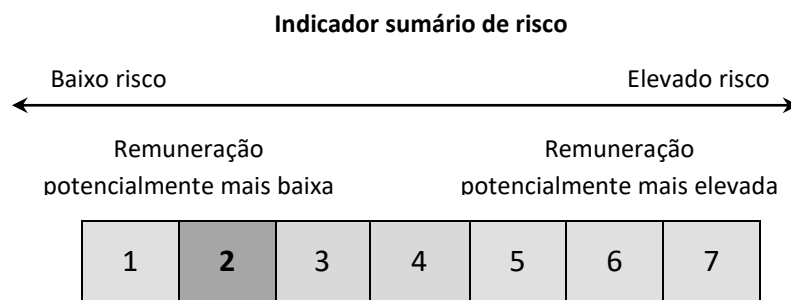 Indicador sumário de risco
Baixo risco Elevado risco
Remuneração Remuneração
potencialmente mais baixa potencialmente mais elevada
1 2 3 4 5 6 7